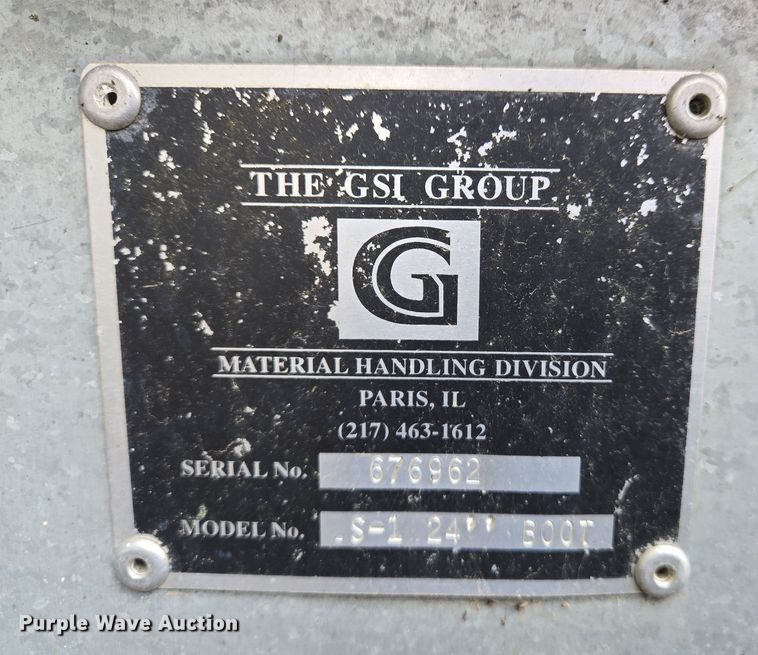 THE GSI GROUP
G
MATERIAL HANDLING DIVISION
PARIS, IL
(217) 463-1612
SERIAL No. 676962
MODEL No. .S-1 24'' BOOT
Purple Wave Auction